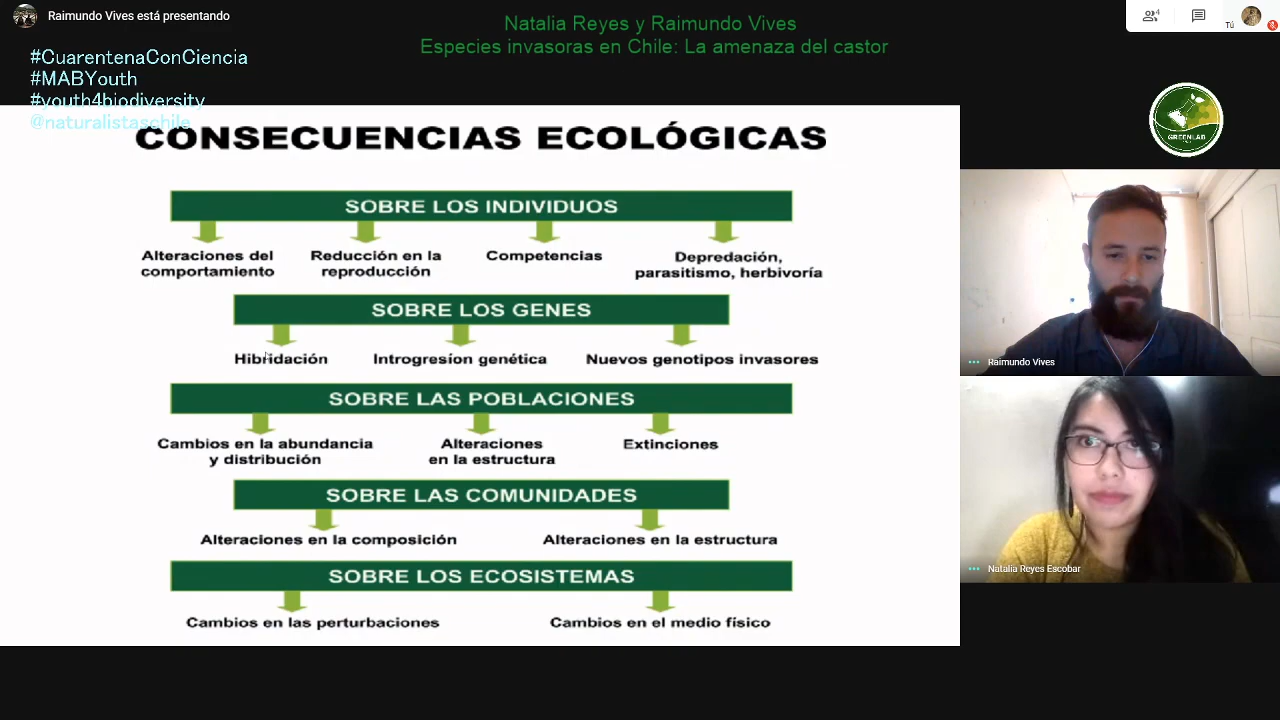 Raimundo Vives está presentando
Natalia Reyes y Raimundo Vives
Especies invasoras en Chile: La amenaza del castor
4
Tú
#CuarentenaConCiencia
#MABYouth
#youth4biodiversity
@naturalistaschile
GREENLAB
CONSECUENCIAS ECOLÓGICAS
SOBRE LOS INDIVIDUOS
Alteraciones del
comportamiento
Reducción en la
reproducción
Competencias
Depredación,
parasitismo, herbivoría
SOBRE LOS GENES
Hibridación
Introgresíon genética
Nuevos genotipos invasores
SOBRE LAS POBLACIONES
Cambios en la abundancia
y distribución
Alteraciones
en la estructura
Extinciones
SOBRE LAS COMUNIDADES
Alteraciones en la composición
Alteraciones en la estructura
SOBRE LOS ECOSISTEMAS
Cambios en las perturbaciones
Cambios en el medio físico
Raimundo Vives
Natalia Reyes Escobar